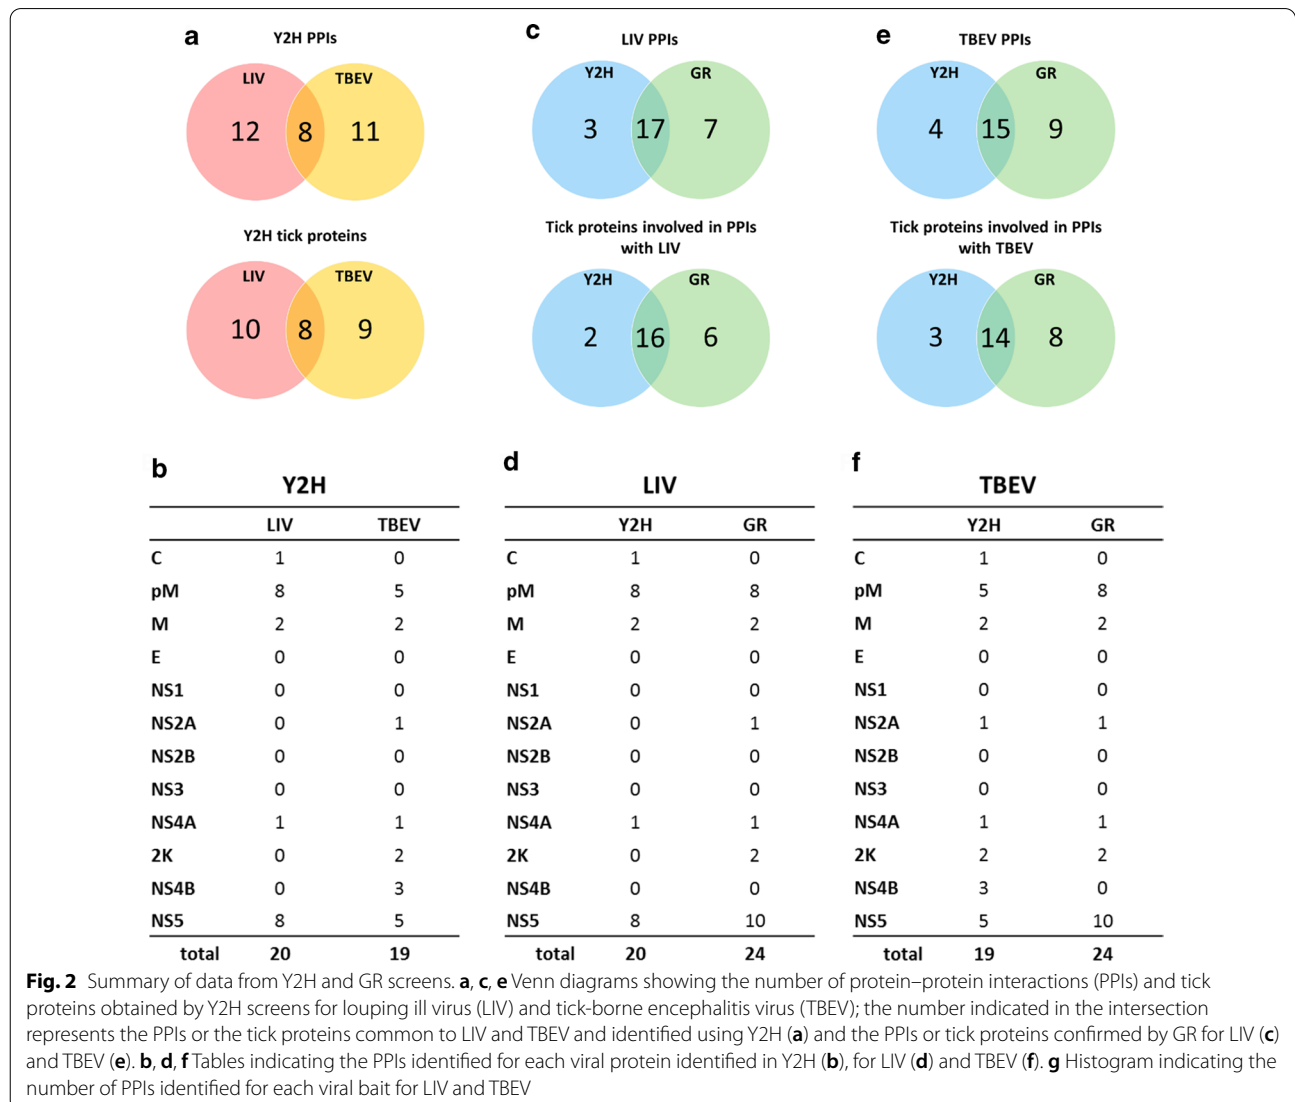 a
Y2H PPIs
LIV TBEV
12 8 11
Y2H tick proteins
LIV TBEV
10 8 9
c
LIV PPIs
Y2H GR
3 17 7
Tick proteins involved in PPIs
with LIV
Y2H GR
2 16 6
e
TBEV PPIs
Y2H GR
4 15 9
Tick proteins involved in PPIs
with TBEV
Y2H GR
3 14 8
b
Y2H
LIV TBEV
C 1 0
pM 8 5
M 2 2
E 0 0
NS1 0 0
NS2A 0 1
NS2B 0 0
NS3 0 0
NS4A 1 1
2K 0 2
NS4B 0 3
NS5 8 5
total 20 19
d
LIV
Y2H GR
C 1 0
pM 8 8
M 2 2
E 0 0
NS1 0 0
NS2A 0 1
NS2B 0 0
NS3 0 0
NS4A 1 1
2K 0 2
NS4B 0 0
NS5 8 10
total 20 24
f
TBEV
Y2H GR
C 1 0
pM 5 8
M 2 2
E 0 0
NS1 0 0
NS2A 1 1
NS2B 0 0
NS3 0 0
NS4A 1 1
2K 2 2
NS4B 3 0
NS5 5 10
total 19 24
Fig. 2 Summary of data from Y2H and GR screens. a, c, e Venn diagrams showing the number of protein–protein interactions (PPIs) and tick
proteins obtained by Y2H screens for louping ill virus (LIV) and tick-borne encephalitis virus (TBEV); the number indicated in the intersection
represents the PPIs or the tick proteins common to LIV and TBEV and identified using Y2H (a) and the PPIs or tick proteins confirmed by GR for LIV (c)
and TBEV (e). b, d, f Tables indicating the PPIs identified for each viral protein identified in Y2H (b), for LIV (d) and TBEV (f). g Histogram indicating the
number of PPIs identified for each viral bait for LIV and TBEV